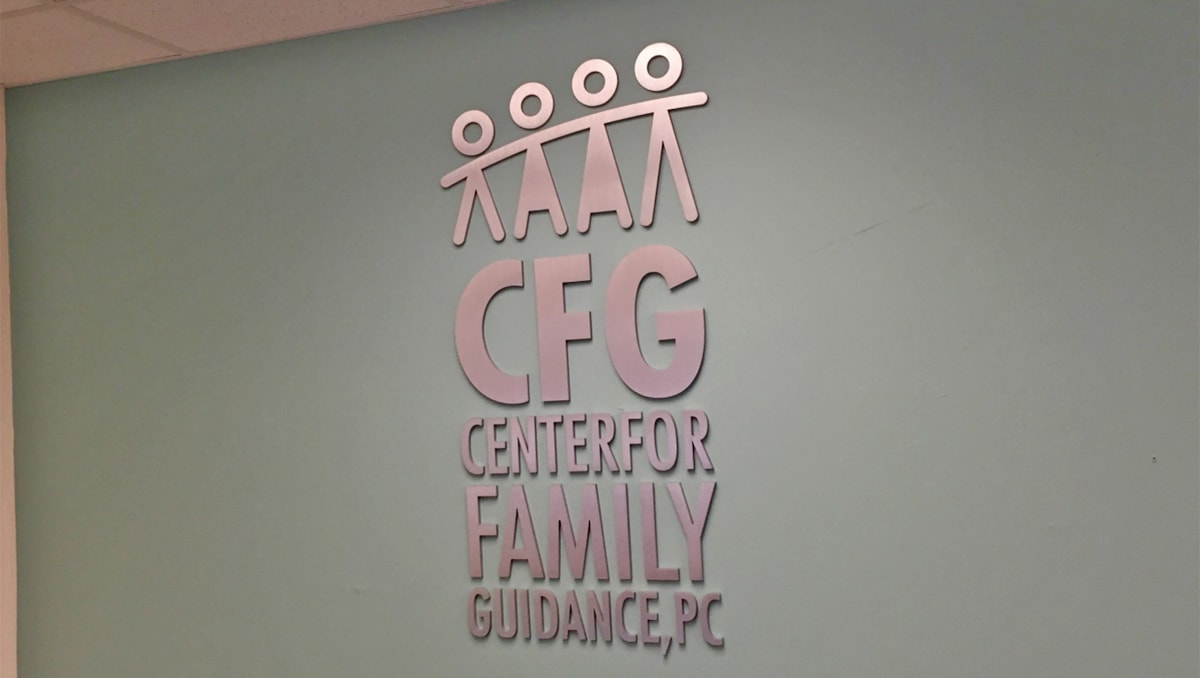 CFG
CENTERFOR
FAMILY
GUIDANCE, PC